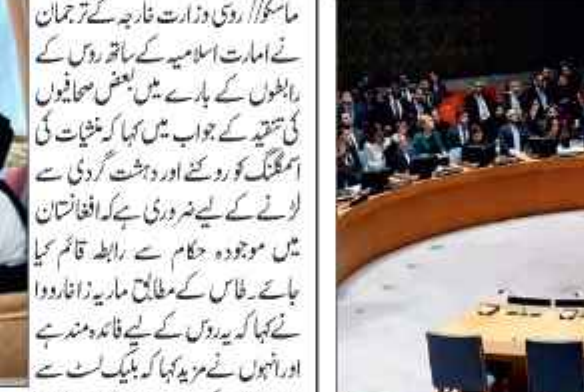 ماسکو// روسی وزارت خارجہ کے ترجمان
نے امارت اسلامیہ کے ساتھ روس کے
رابطوں کے بارے میں بعض صحافیوں
کی تنقید کے جواب میں کہا کہ منشیات کی
اسمگلنگ کو روکنے اور دہشت گردی سے
لڑنے کے لیے ضروری ہے کہ افغانستان
میں موجودہ حکام سے رابطہ قائم کیا
جائے۔ طاس کے مطابق ماریہ زاخارووا
نے کہا کہ یہ روس کے لیے فائدہ مند ہے
اور انہوں نے مزید کہا کہ بلیک لسٹ سے